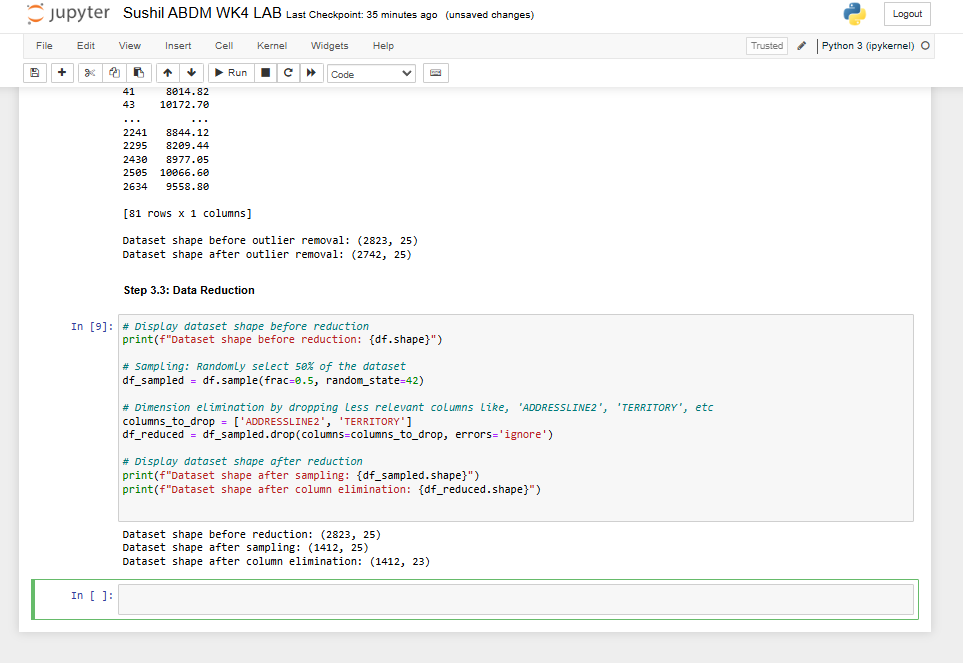 jupyter Sushil ABDM WK4 LAB Last Checkpoint: 35 minutes ago (unsaved changes) Logout
File Edit View Insert Cell Kernel Widgets Help Trusted Python 3 (ipykernel)
Run Code
41 8014.82
43 10172.70
... ...
2241 8844.12
2295 8209.44
2430 8977.05
2505 10066.60
2634 9558.80
[81 rows x 1 columns]
Dataset shape before outlier removal: (2823, 25)
Dataset shape after outlier removal: (2742, 25)
Step 3.3: Data Reduction
In [9]: # Display dataset shape before reduction
print(f"Dataset shape before reduction: {df.shape}")
# Sampling: Randomly select 50% of the dataset
df_sampled = df.sample(frac=0.5, random_state=42)
# Dimension elimination by dropping less relevant columns like, 'ADDRESSLINE2', 'TERRITORY', etc
columns_to_drop = ['ADDRESSLINE2', 'TERRITORY']
df_reduced = df_sampled.drop(columns=columns_to_drop, errors='ignore')
# Display dataset shape after reduction
print(f"Dataset shape after sampling: {df_sampled.shape}")
print(f"Dataset shape after column elimination: {df_reduced.shape}")
Dataset shape before reduction: (2823, 25)
Dataset shape after sampling: (1412, 25)
Dataset shape after column elimination: (1412, 23)
In [ ]: